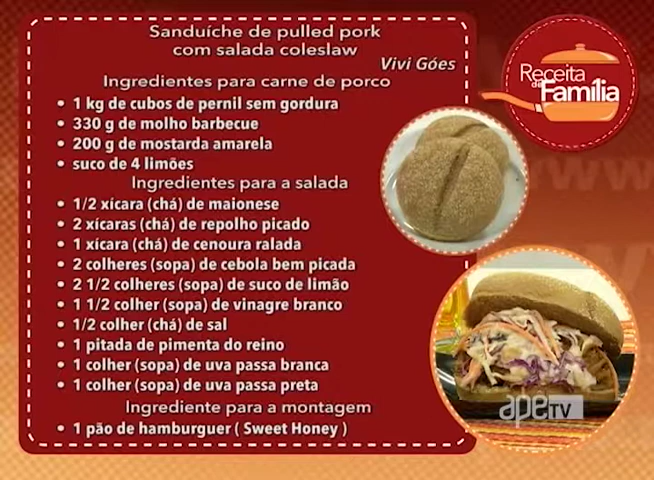 Sanduíche de pulled pork
com salada coleslaw
Vivi Góes
Ingredientes para carne de porco
• 1 kg de cubos de pernil sem gordura
• 330 g de molho barbecue
• 200 g de mostarda amarela
• suco de 4 limões
Ingredientes para a salada
• 1/2 xícara (chá) de maionese
• 2 xícaras (chá) de repolho picado
• 1 xícara (chá) de cenoura ralada
• 2 colheres (sopa) de cebola bem picada
• 2 1/2 colheres (sopa) de suco de limão
• 1 1/2 colher (sopa) de vinagre branco
• 1/2 colher (chá) de sal
• 1 pitada de pimenta do reino
• 1 colher (sopa) de uva passa branca
• 1 colher (sopa) de uva passa preta
Ingrediente para a montagem
• 1 pão de hamburguer ( Sweet Honey )
Receita
de Família
ape TV